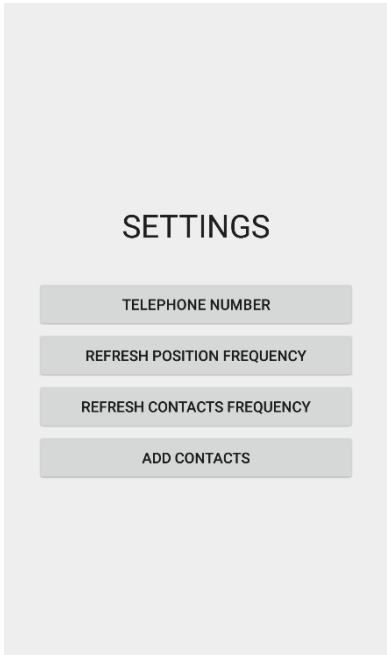 SETTINGS
TELEPHONE NUMBER
REFRESH POSITION FREQUENCY
REFRESH CONTACTS FREQUENCY
ADD CONTACTS